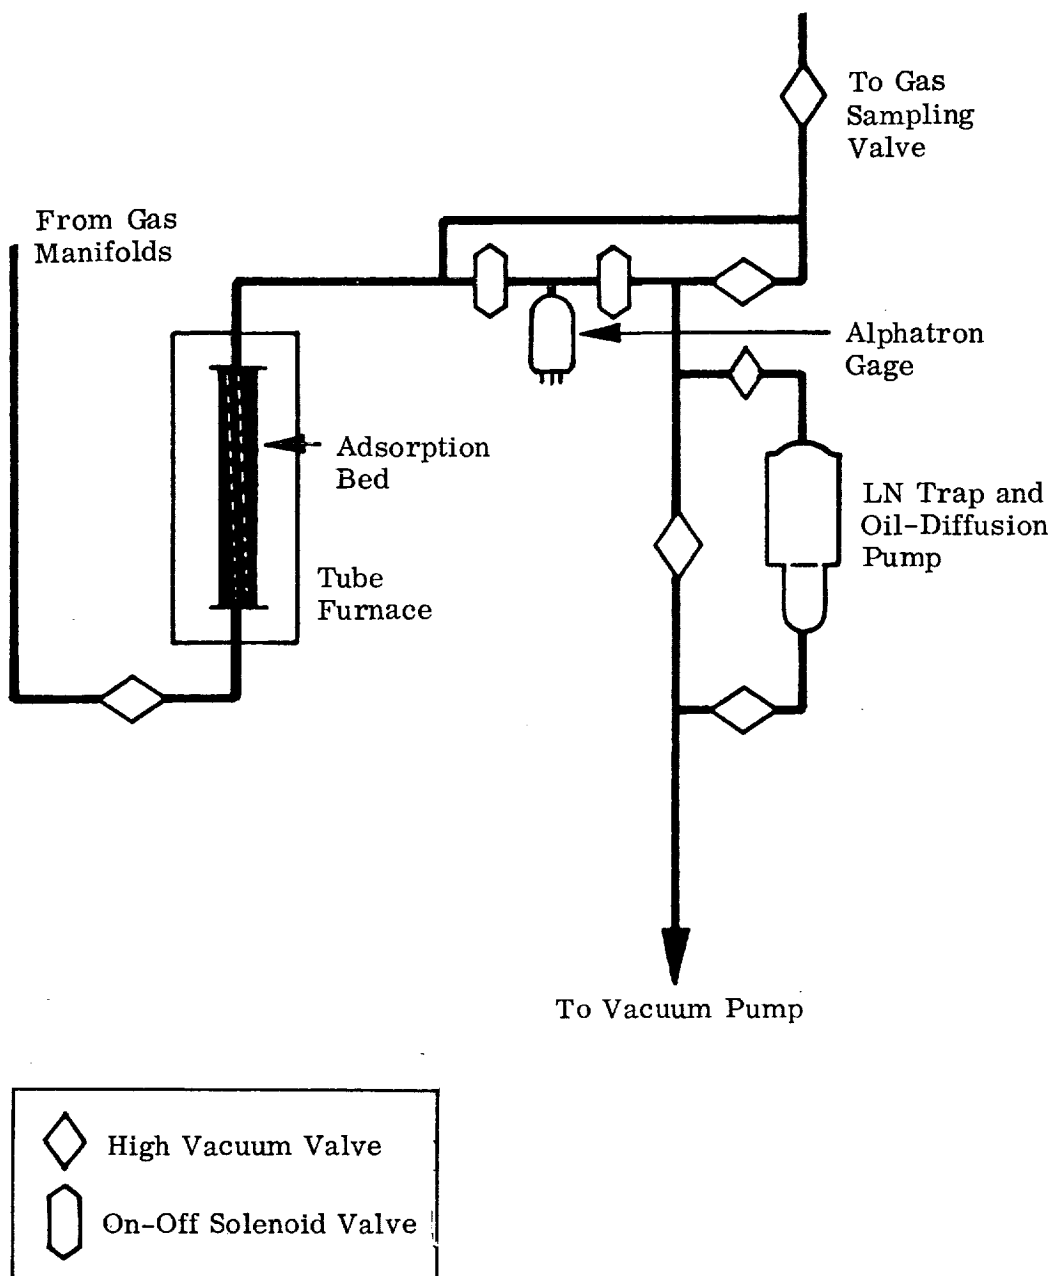 To Gas
Sampling
Valve
From Gas
Manifolds
Alphatron
Gage
Adsorption
Bed
LN Trap and
Oil-Diffusion
Pump
Tube
Furnace
To Vacuum Pump
High Vacuum Valve
On-Off Solenoid Valve